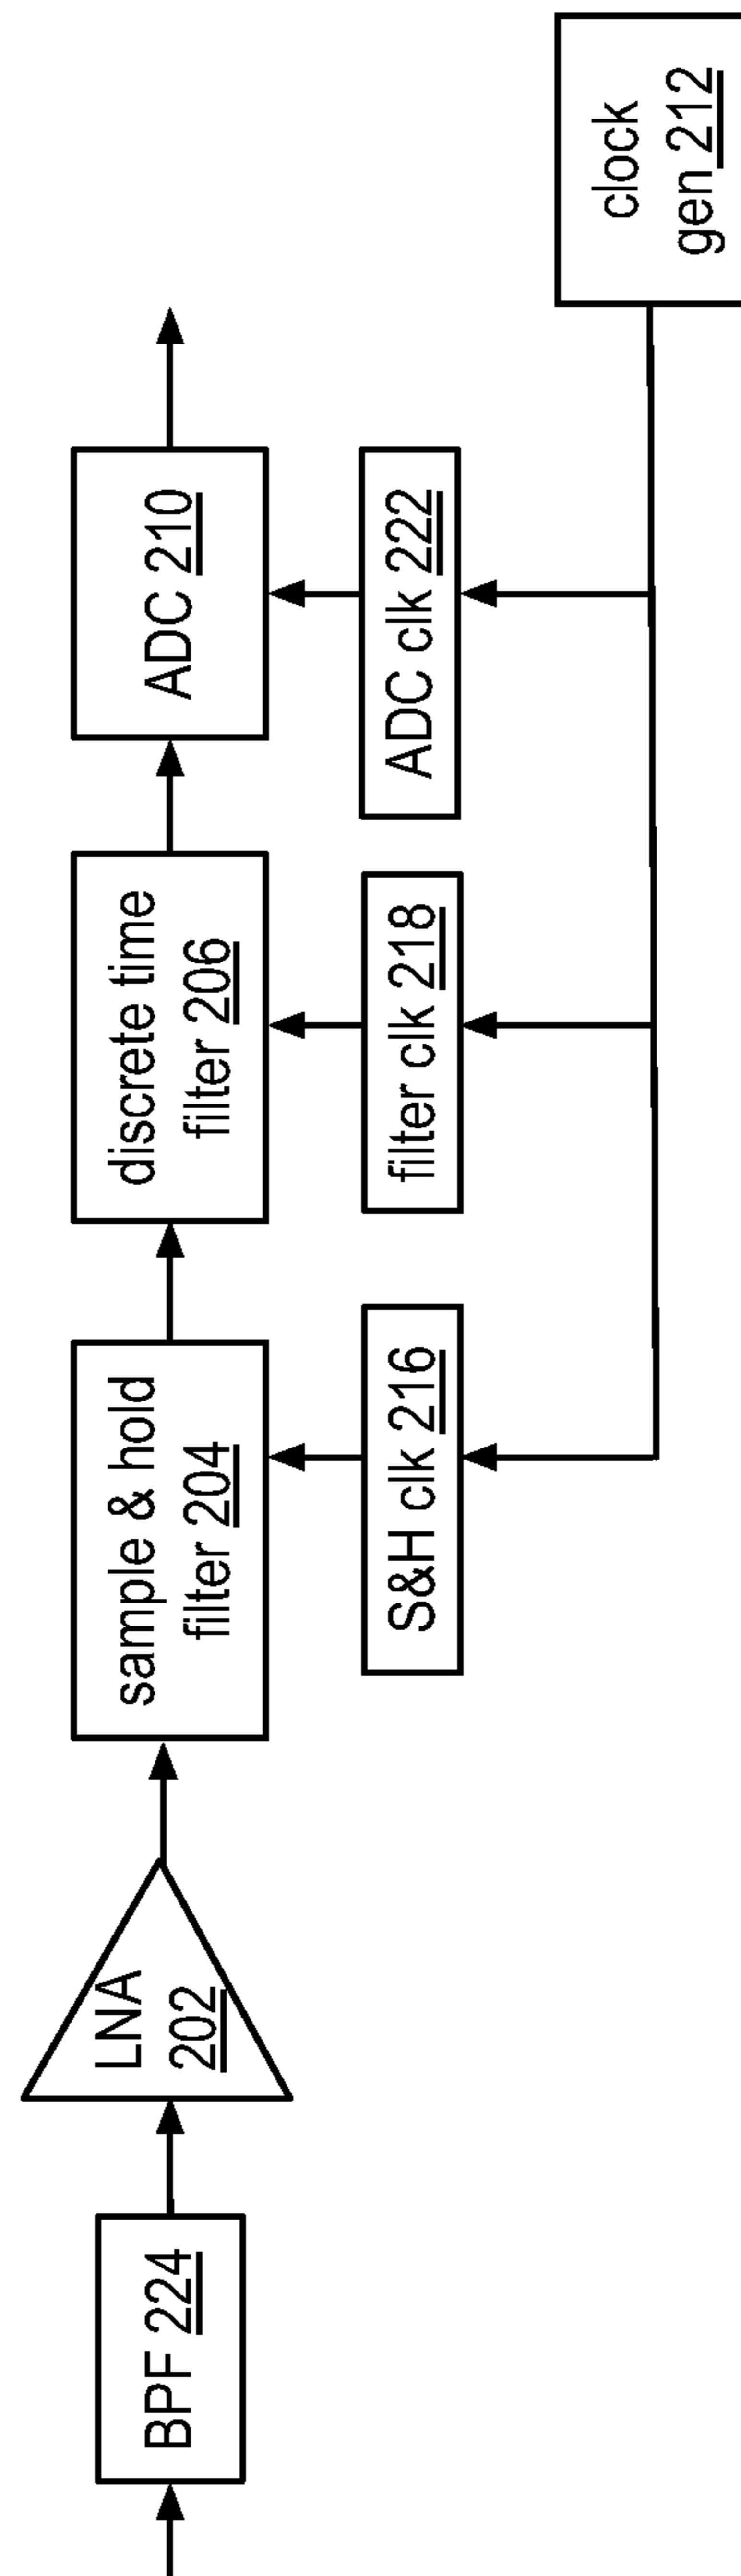 BPF 224
LNA
202
sample & hold
filter 204
discrete time
filter 206
ADC 210
S&H clk 216
filter clk 218
ADC clk 222
clock
gen 212